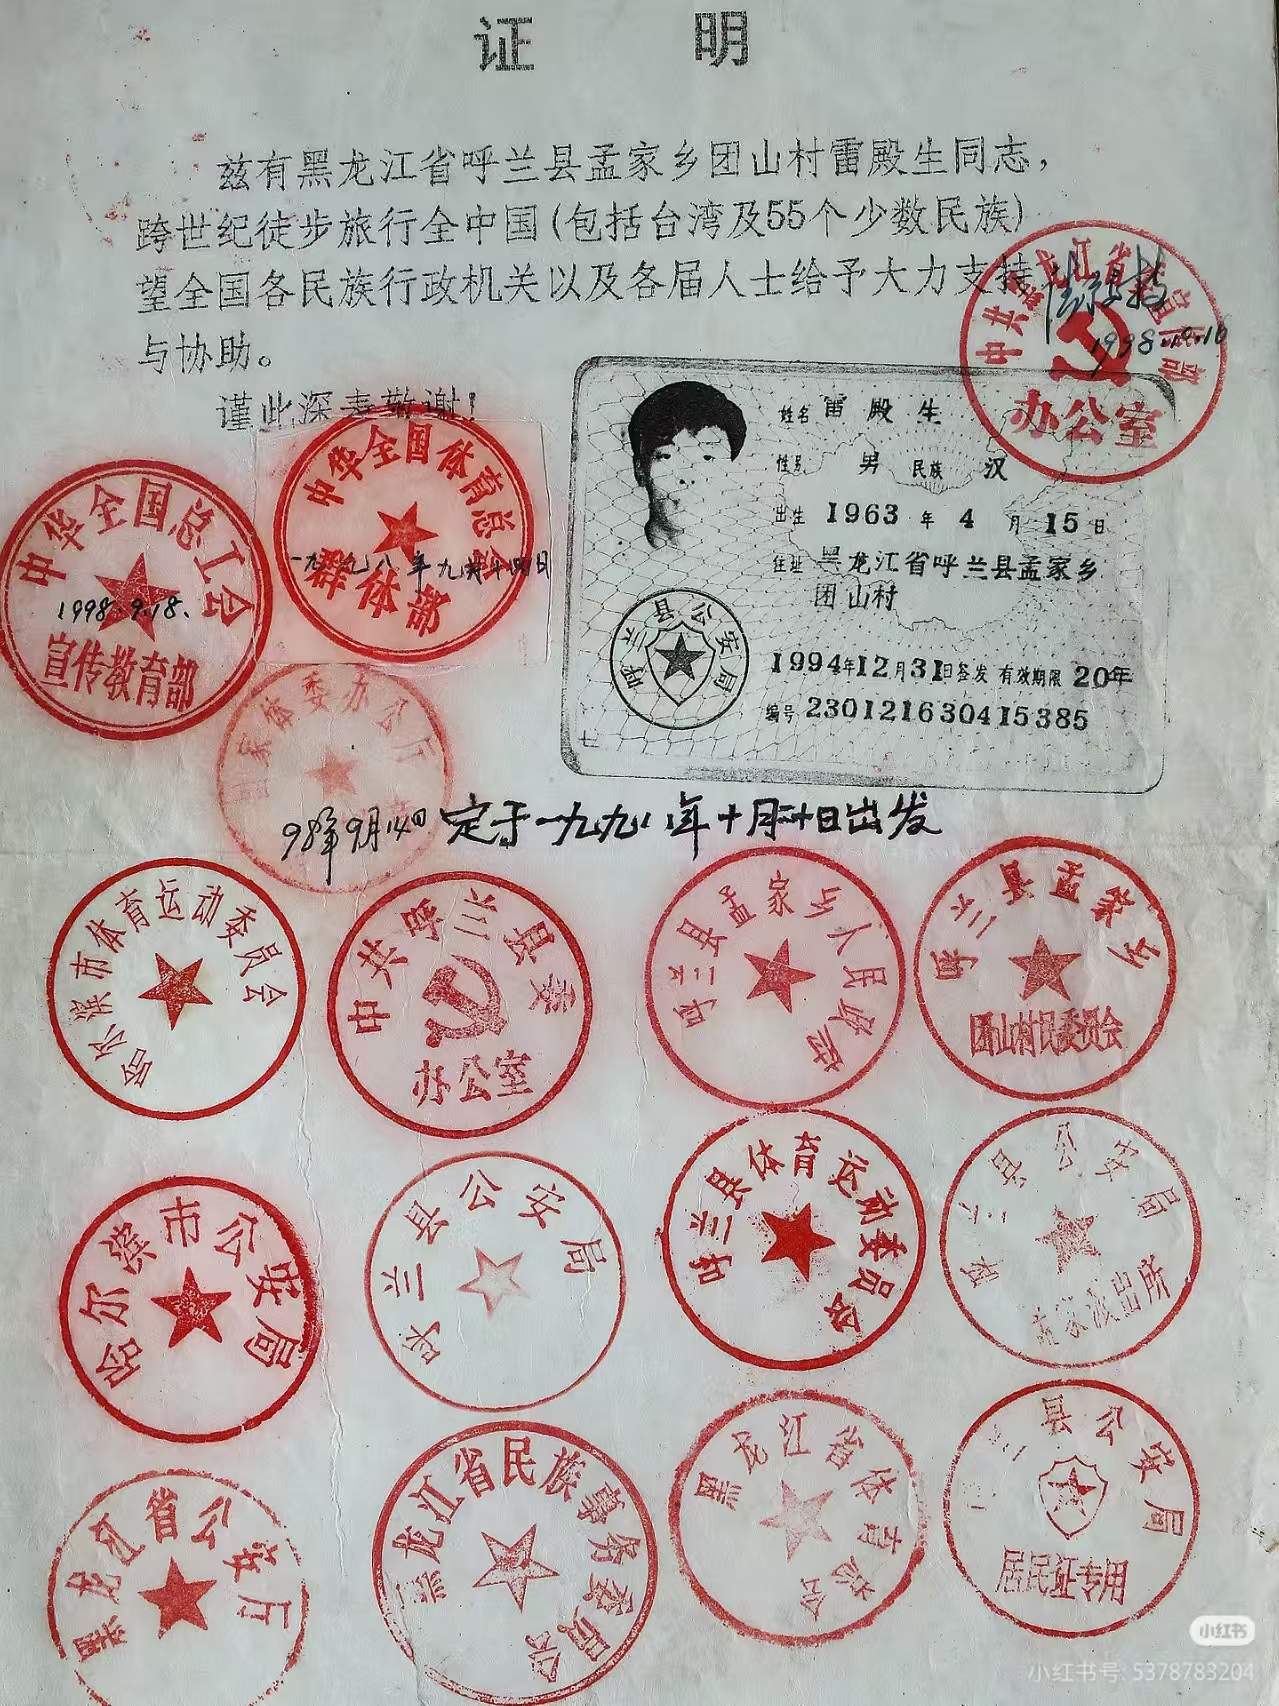 证 明
兹有黑龙江省呼兰县孟家乡团山村雷殿生同志，
跨世纪徒步旅行全中国(包括台湾及55个少数民族)
望全国各民族行政机关以及各届人士给予大力支持
与协助。
谨此深表敬谢！
中共黑龙江省
办公室
1998.10.10
姓名 雷殿生
性别 男 民族 汉
出生 1963 年 4 月 15 日
住址 黑龙江省呼兰县孟家乡
团山村
1994年12月31日签发 有效期限 20年
编号 230121630415385
县公安局
中华全国总工会
1998.9.18.
宣传教育部
中华全国体育总会
一九九八年九月十四日
群体部
国家体委办公厅
98年9月14日 定于一九九八年十月二十日出发
哈尔滨市体育运动委员会
中共呼兰县委
办公室
呼兰县孟家乡人民政府
呼兰县孟家乡
团山村民委员会
哈尔滨市公安局
呼兰县公安局
呼兰县体育运动委员会
呼兰县公安局
孟家派出所
黑龙江省公安厅
黑龙江省民族事务委员会
黑龙江省体育总会
呼兰县公安局
居民证专用
小红书
小红书号: 5378783204